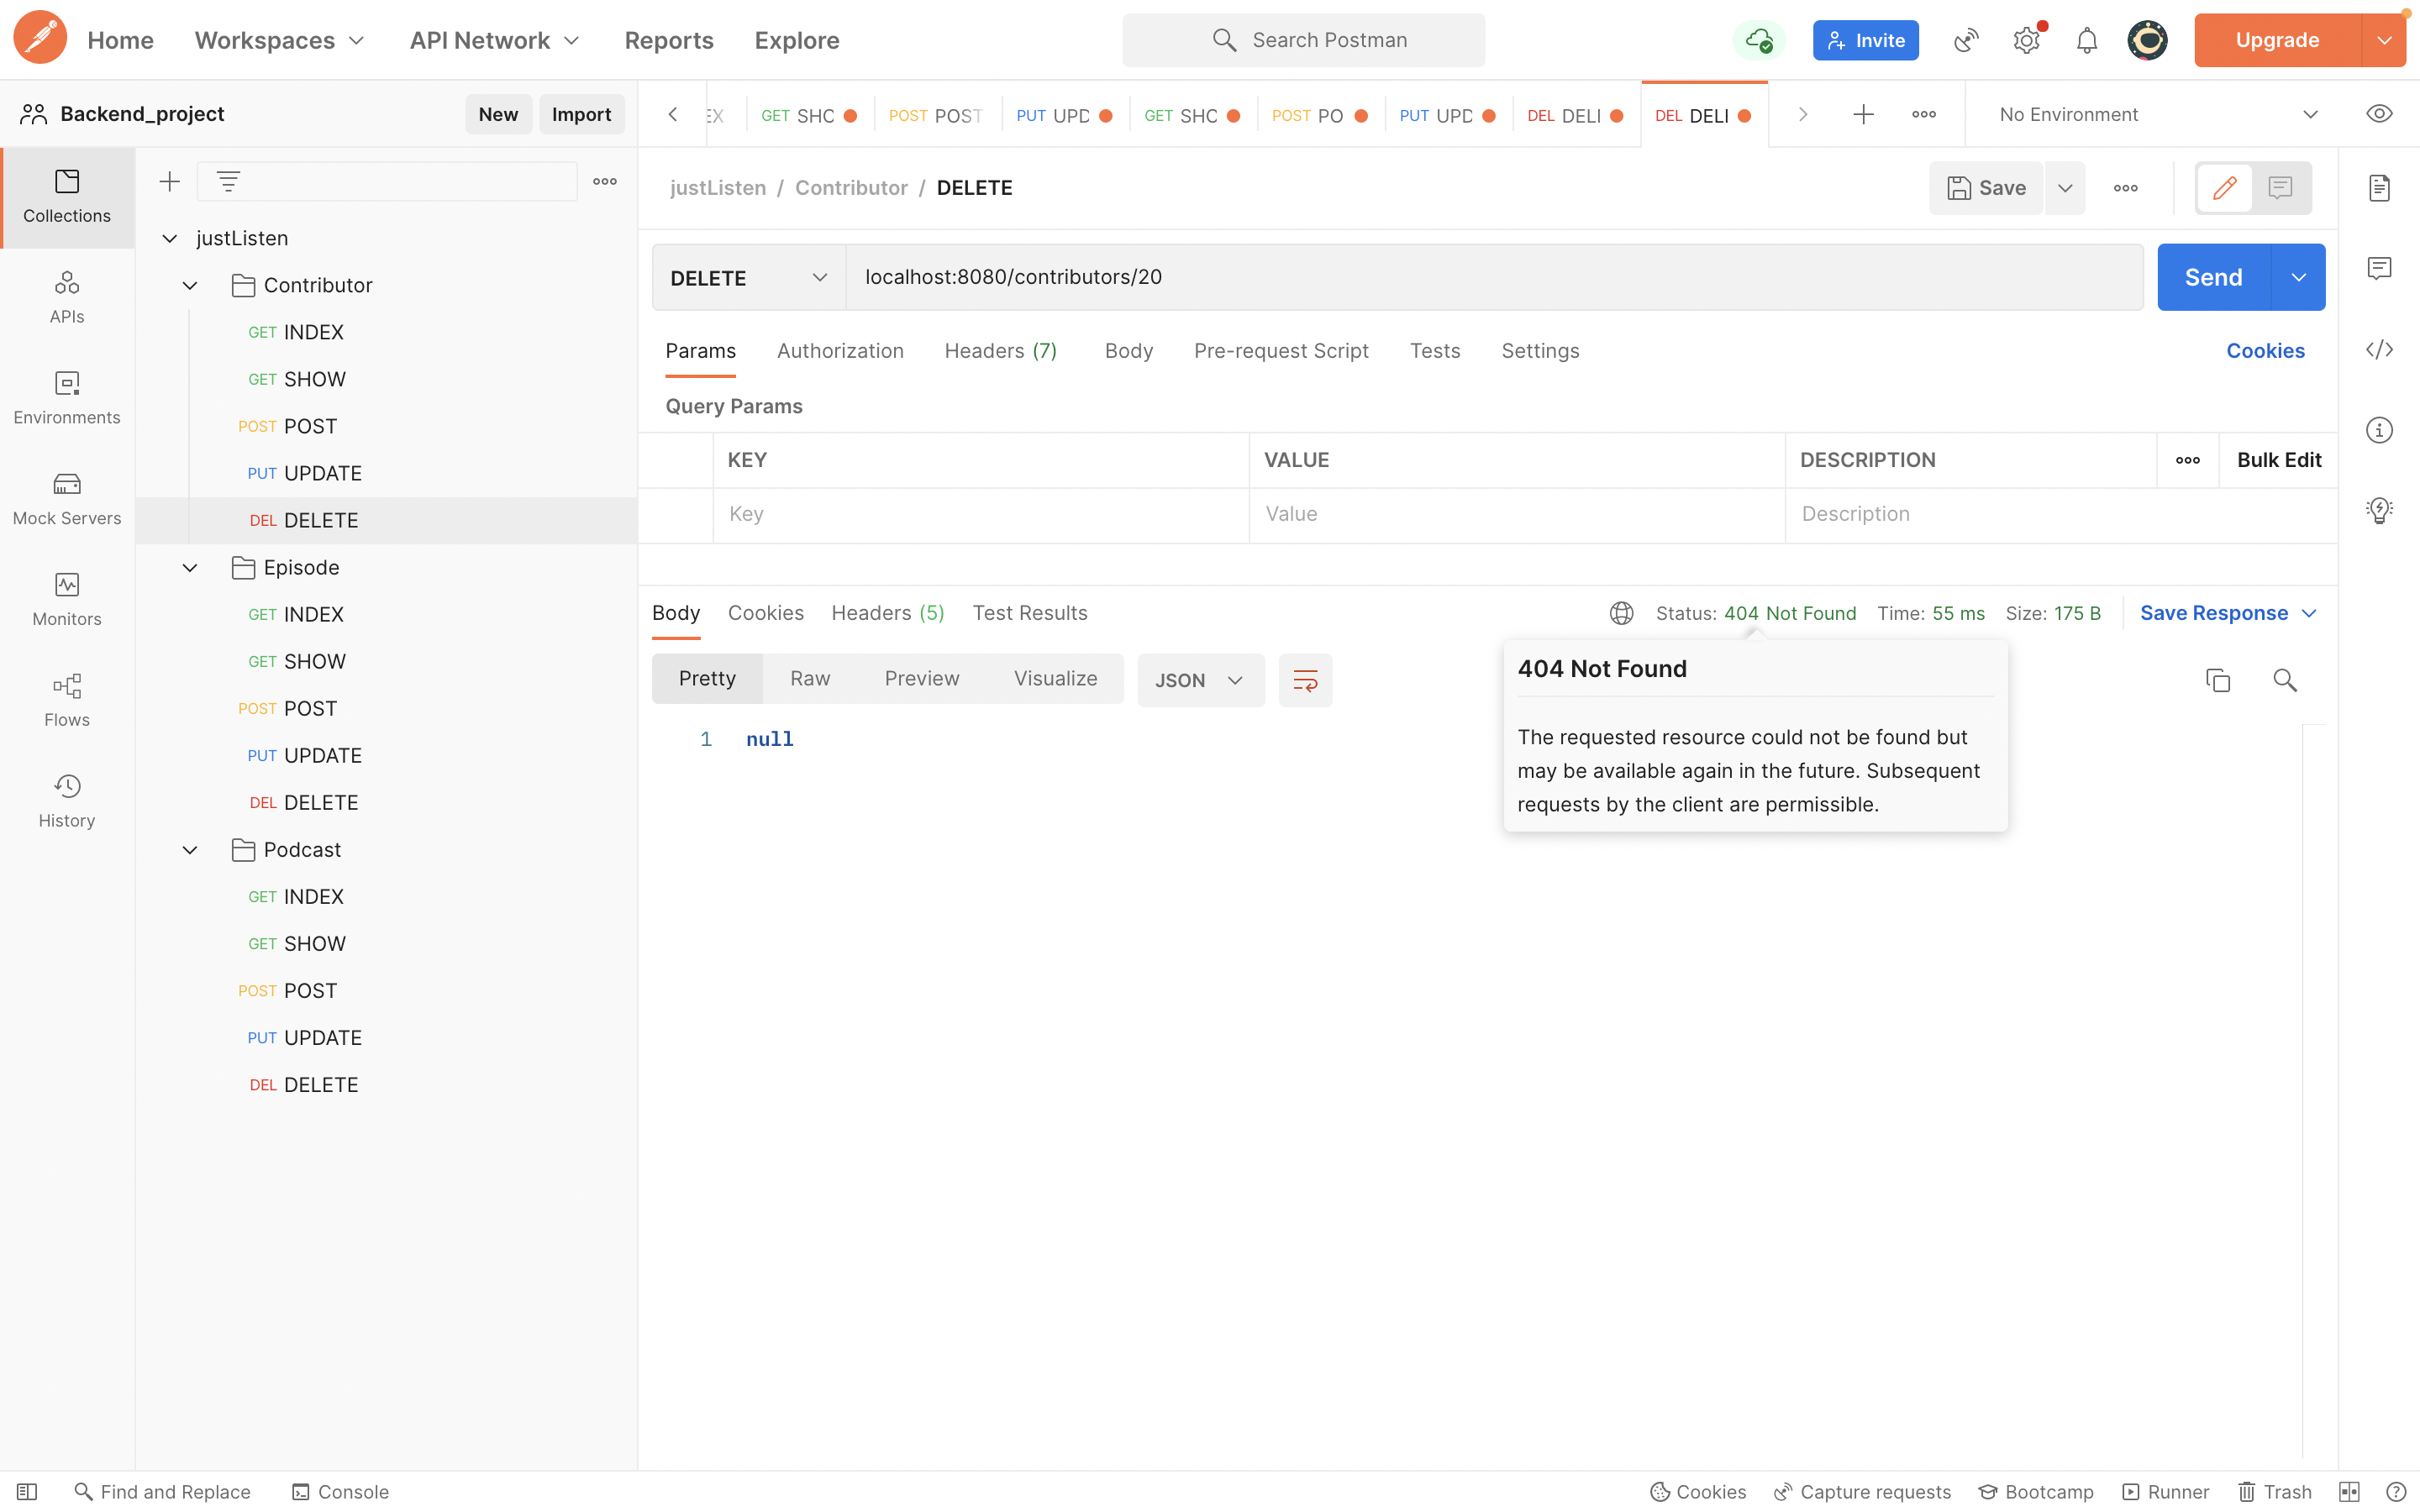 Home Workspaces API Network Reports Explore Search Postman Invite Upgrade
Backend_project New Import
EX GET SHC POST POST PUT UPD GET SHC POST PO PUT UPD DEL DELI DEL DELI No Environment
Collections
APIs
Environments
Mock Servers
Monitors
Flows
History
justListen
Contributor
GET INDEX
GET SHOW
POST POST
PUT UPDATE
DEL DELETE
Episode
GET INDEX
GET SHOW
POST POST
PUT UPDATE
DEL DELETE
Podcast
GET INDEX
GET SHOW
POST POST
PUT UPDATE
DEL DELETE
justListen / Contributor / DELETE Save
DELETE localhost:8080/contributors/20 Send
Params Authorization Headers (7) Body Pre-request Script Tests Settings Cookies
Query Params
KEY VALUE DESCRIPTION Bulk Edit
Key Value Description
Body Cookies Headers (5) Test Results Status: 404 Not Found Time: 55 ms Size: 175 B Save Response
Pretty Raw Preview Visualize JSON
1 null
404 Not Found
The requested resource could not be found but
may be available again in the future. Subsequent
requests by the client are permissible.
Find and Replace Console Cookies Capture requests Bootcamp Runner Trash